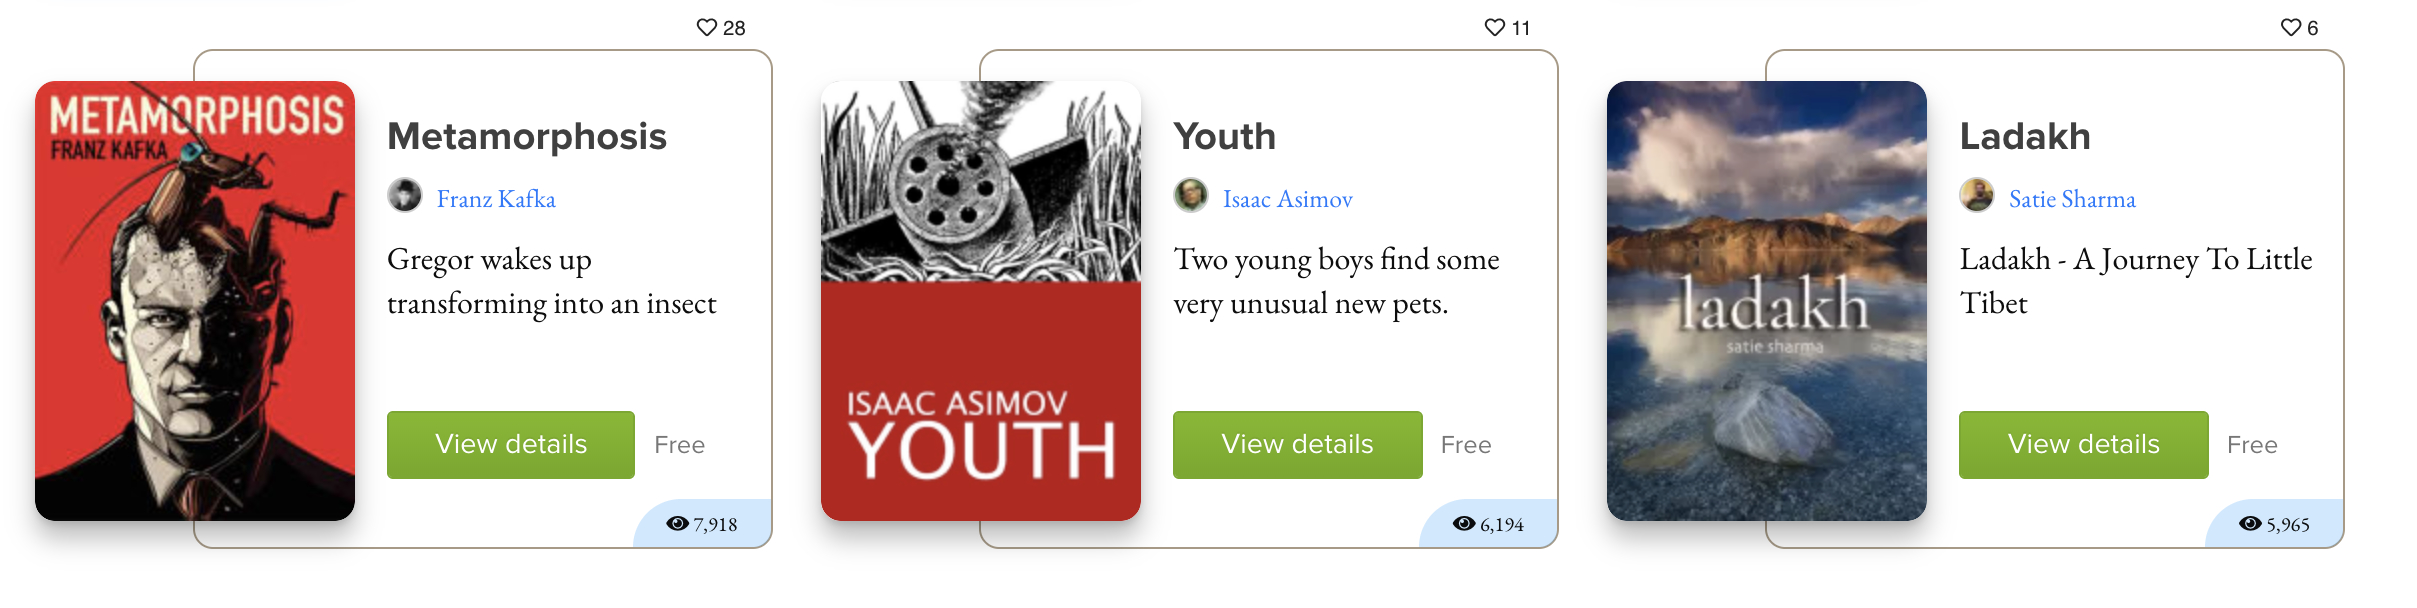 28
METAMORPHOSIS
FRANZ KAFKA
Metamorphosis
Franz Kafka
Gregor wakes up
transforming into an insect
View details Free
7,918
11
ISAAC ASIMOV
YOUTH
Youth
Isaac Asimov
Two young boys find some
very unusual new pets.
View details Free
6,194
6
ladakh
satie sharma
Ladakh
Satie Sharma
Ladakh - A Journey To Little
Tibet
View details Free
5,965